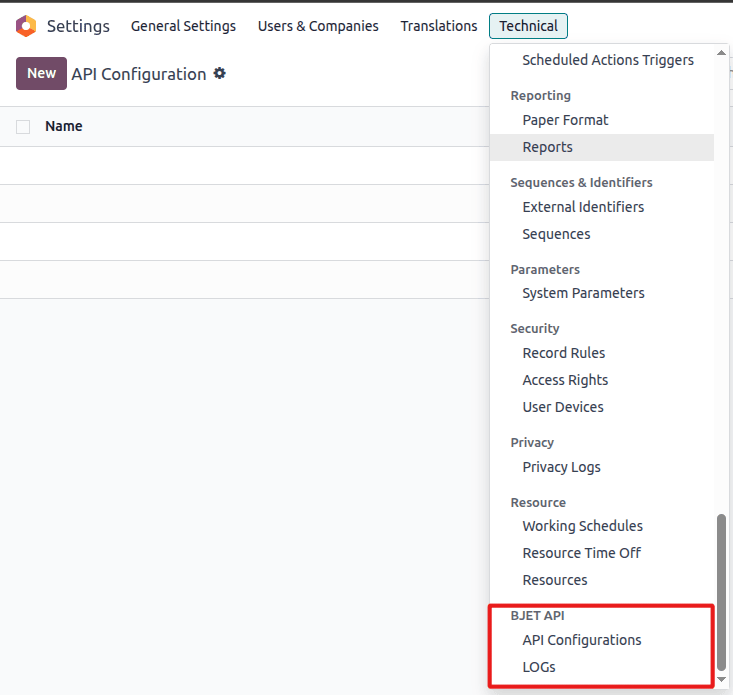 Settings General Settings Users & Companies Translations Technical
New API Configuration
Name
Scheduled Actions Triggers
Reporting
Paper Format
Reports
Sequences & Identifiers
External Identifiers
Sequences
Parameters
System Parameters
Security
Record Rules
Access Rights
User Devices
Privacy
Privacy Logs
Resource
Working Schedules
Resource Time Off
Resources
BJET API
API Configurations
LOGs